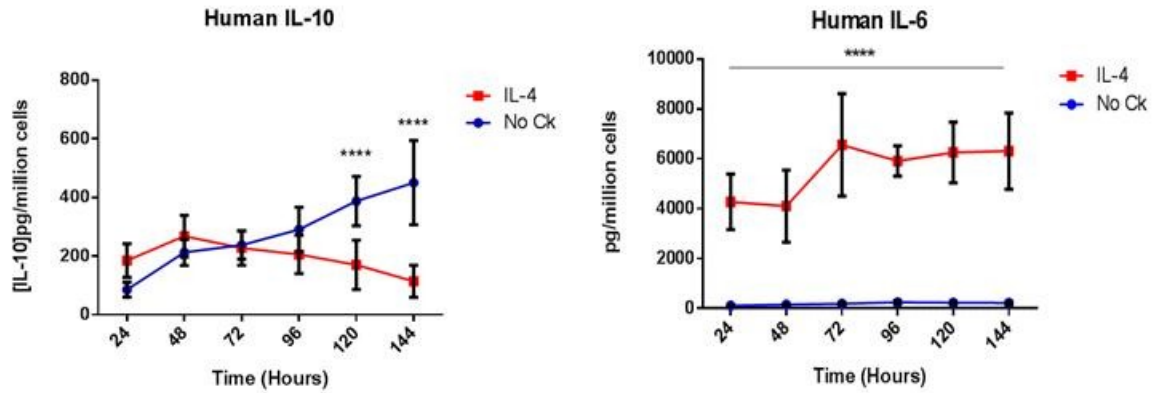 Human IL-10
[IL-10]pg/million cells
800
600
400
200
0
****
****
IL-4
No Ck
24
48
72
96
120
144
Time (Hours)
Human IL-6
pg/million cells
10000
8000
6000
4000
2000
0
****
IL-4
No Ck
24
48
72
96
120
144
Time (Hours)